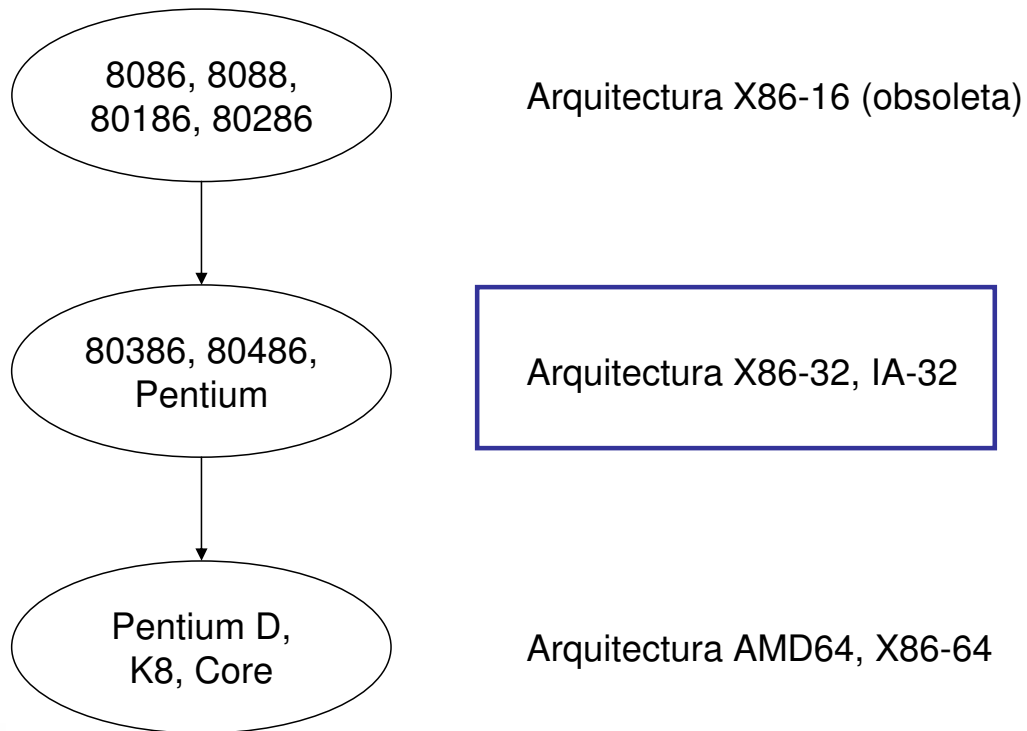 8086, 8088,
80186, 80286
Arquitectura X86-16 (obsoleta)
80386, 80486,
Pentium
Arquitectura X86-32, IA-32
Pentium D,
K8, Core
Arquitectura AMD64, X86-64